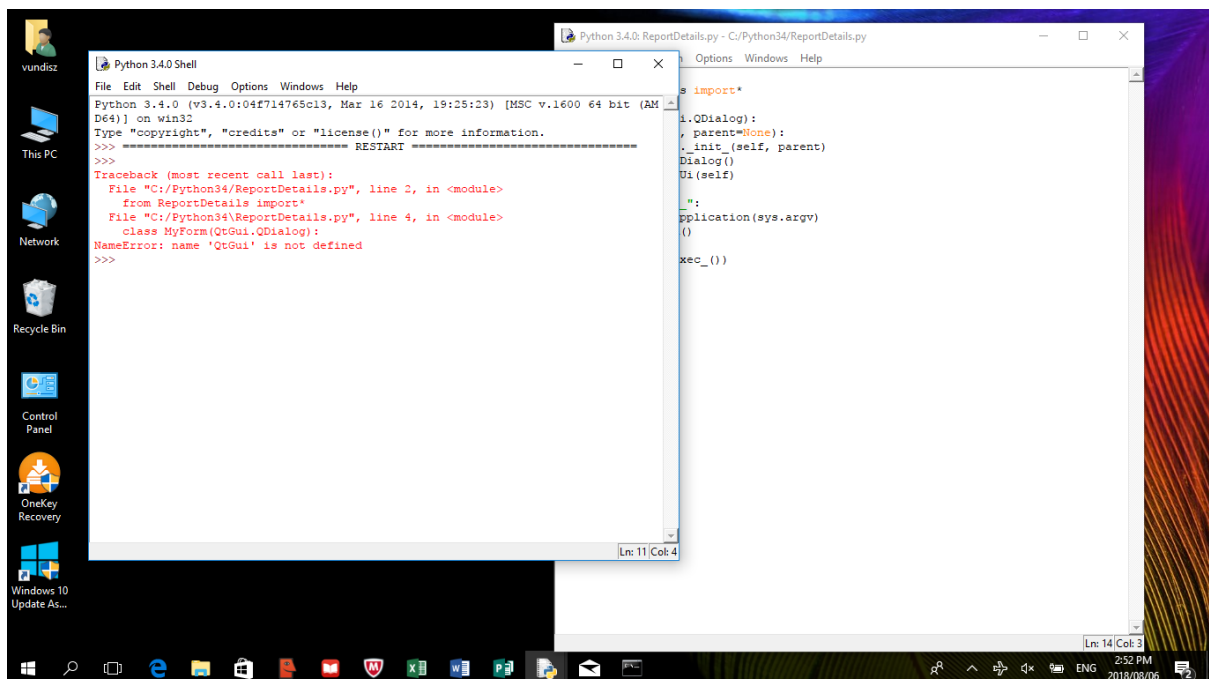 vundisz
This PC
Network
Recycle Bin
Control
Panel
OneKey
Recovery
Windows 10
Update As...
Python 3.4.0 Shell
File Edit Shell Debug Options Windows Help
Python 3.4.0 (v3.4.0:04f714765c13, Mar 16 2014, 19:25:23) [MSC v.1600 64 bit (AM
D64)] on win32
Type "copyright", "credits" or "license()" for more information.
>>> ================================ RESTART ================================
>>>
Traceback (most recent call last):
File "C:/Python34/ReportDetails.py", line 2, in <module>
from ReportDetails import*
File "C:/Python34\ReportDetails.py", line 4, in <module>
class MyForm(QtGui.QDialog):
NameError: name 'QtGui' is not defined
>>>
Ln: 11 Col: 4
Python 3.4.0: ReportDetails.py - C:/Python34/ReportDetails.py
Options Windows Help
s import*
i.QDialog):
, parent=None):
._init_(self, parent)
Dialog()
Ui(self)
_":
pplication(sys.argv)
()
xec_())
Ln: 14 Col: 3
ENG
2:52 PM
2018/08/06
2